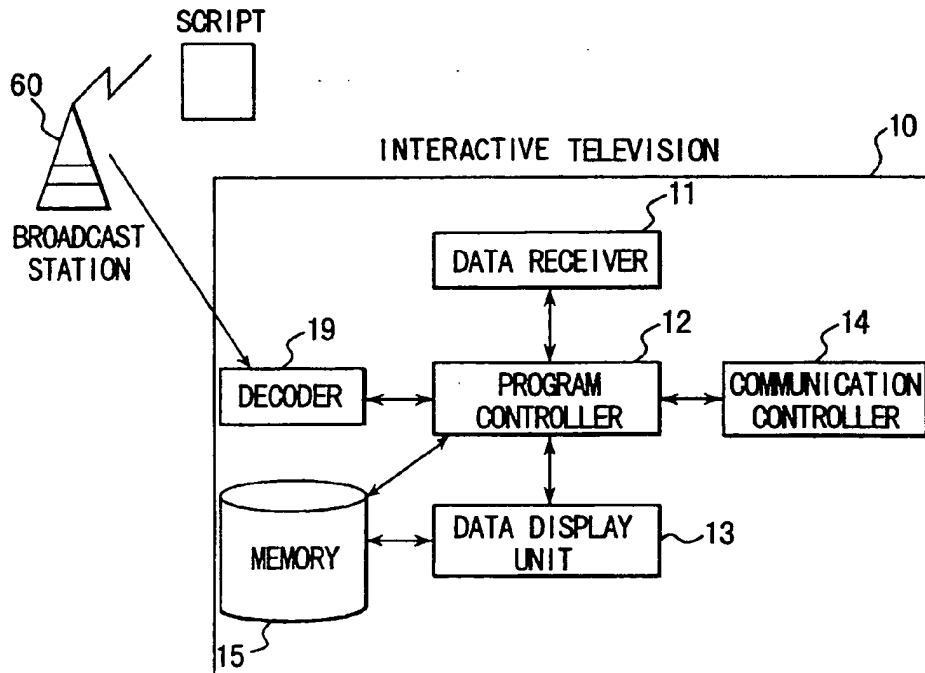 SCRIPT
60
BROADCAST
STATION
INTERACTIVE TELEVISION
10
11
DATA RECEIVER
19
DECODER
12
PROGRAM
CONTROLLER
14
COMMUNICATION
CONTROLLER
MEMORY
15
DATA DISPLAY
UNIT
13